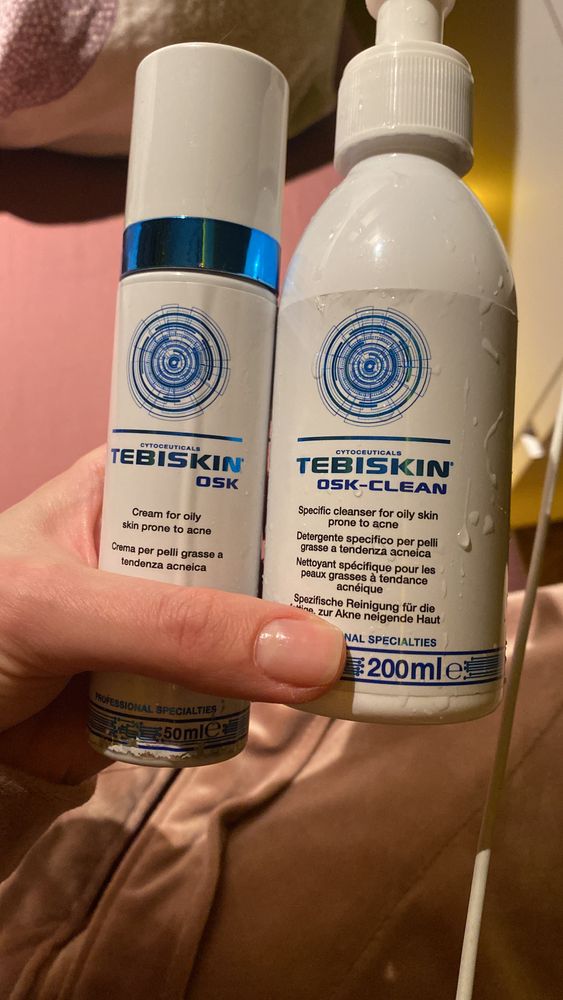 CYTOCEUTICALS
TEBISKIN®
OSK
Cream for oily
skin prone to acne
Crema per pelli grasse a
tendenza acneica
PROFESSIONAL SPECIALTIES
50ml e
CYTOCEUTICALS
TEBISKIN®
OSK-CLEAN
Specific cleanser for oily skin
prone to acne
Detergente specifico per pelli
grasse a tendenza acneica
Nettoyant spécifique pour les
peaux grasses à tendance
acnéique
Spezifische Reinigung für die
zur Akne neigende Haut
SPECIALTIES
200ml e